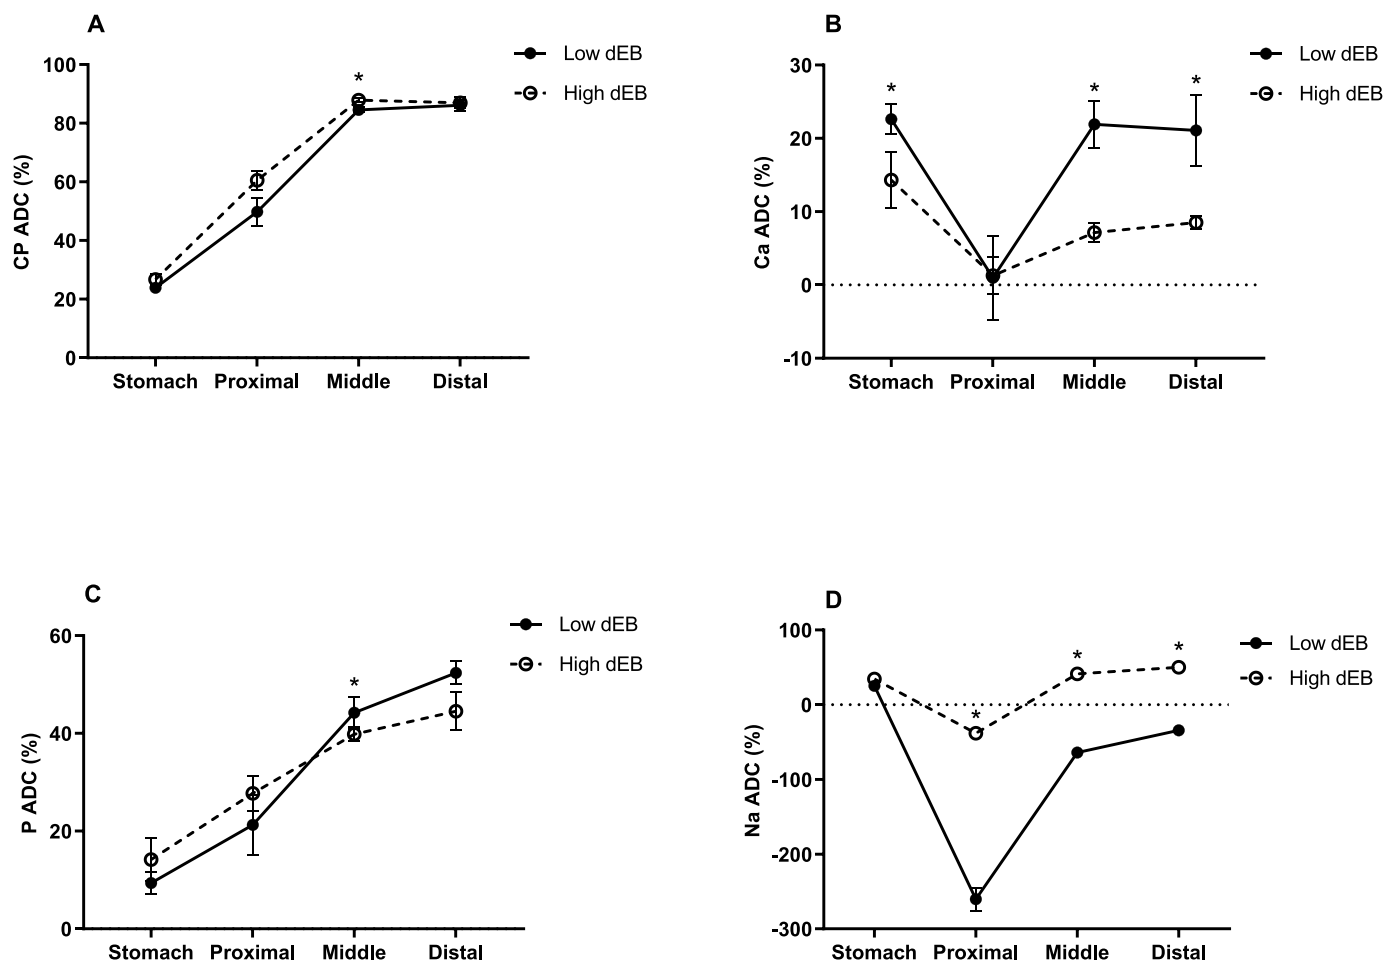 A
Low dEB
High dEB
CP ADC (%)
100
80
60
40
20
0
*
Stomach Proximal Middle Distal
B
Low dEB
High dEB
Ca ADC (%)
30
20
10
0
-10
* * *
Stomach Proximal Middle Distal
C
Low dEB
High dEB
P ADC (%)
60
40
20
0
*
Stomach Proximal Middle Distal
D
Low dEB
High dEB
Na ADC (%)
100
0
-100
-200
-300
* * *
Stomach Proximal Middle Distal